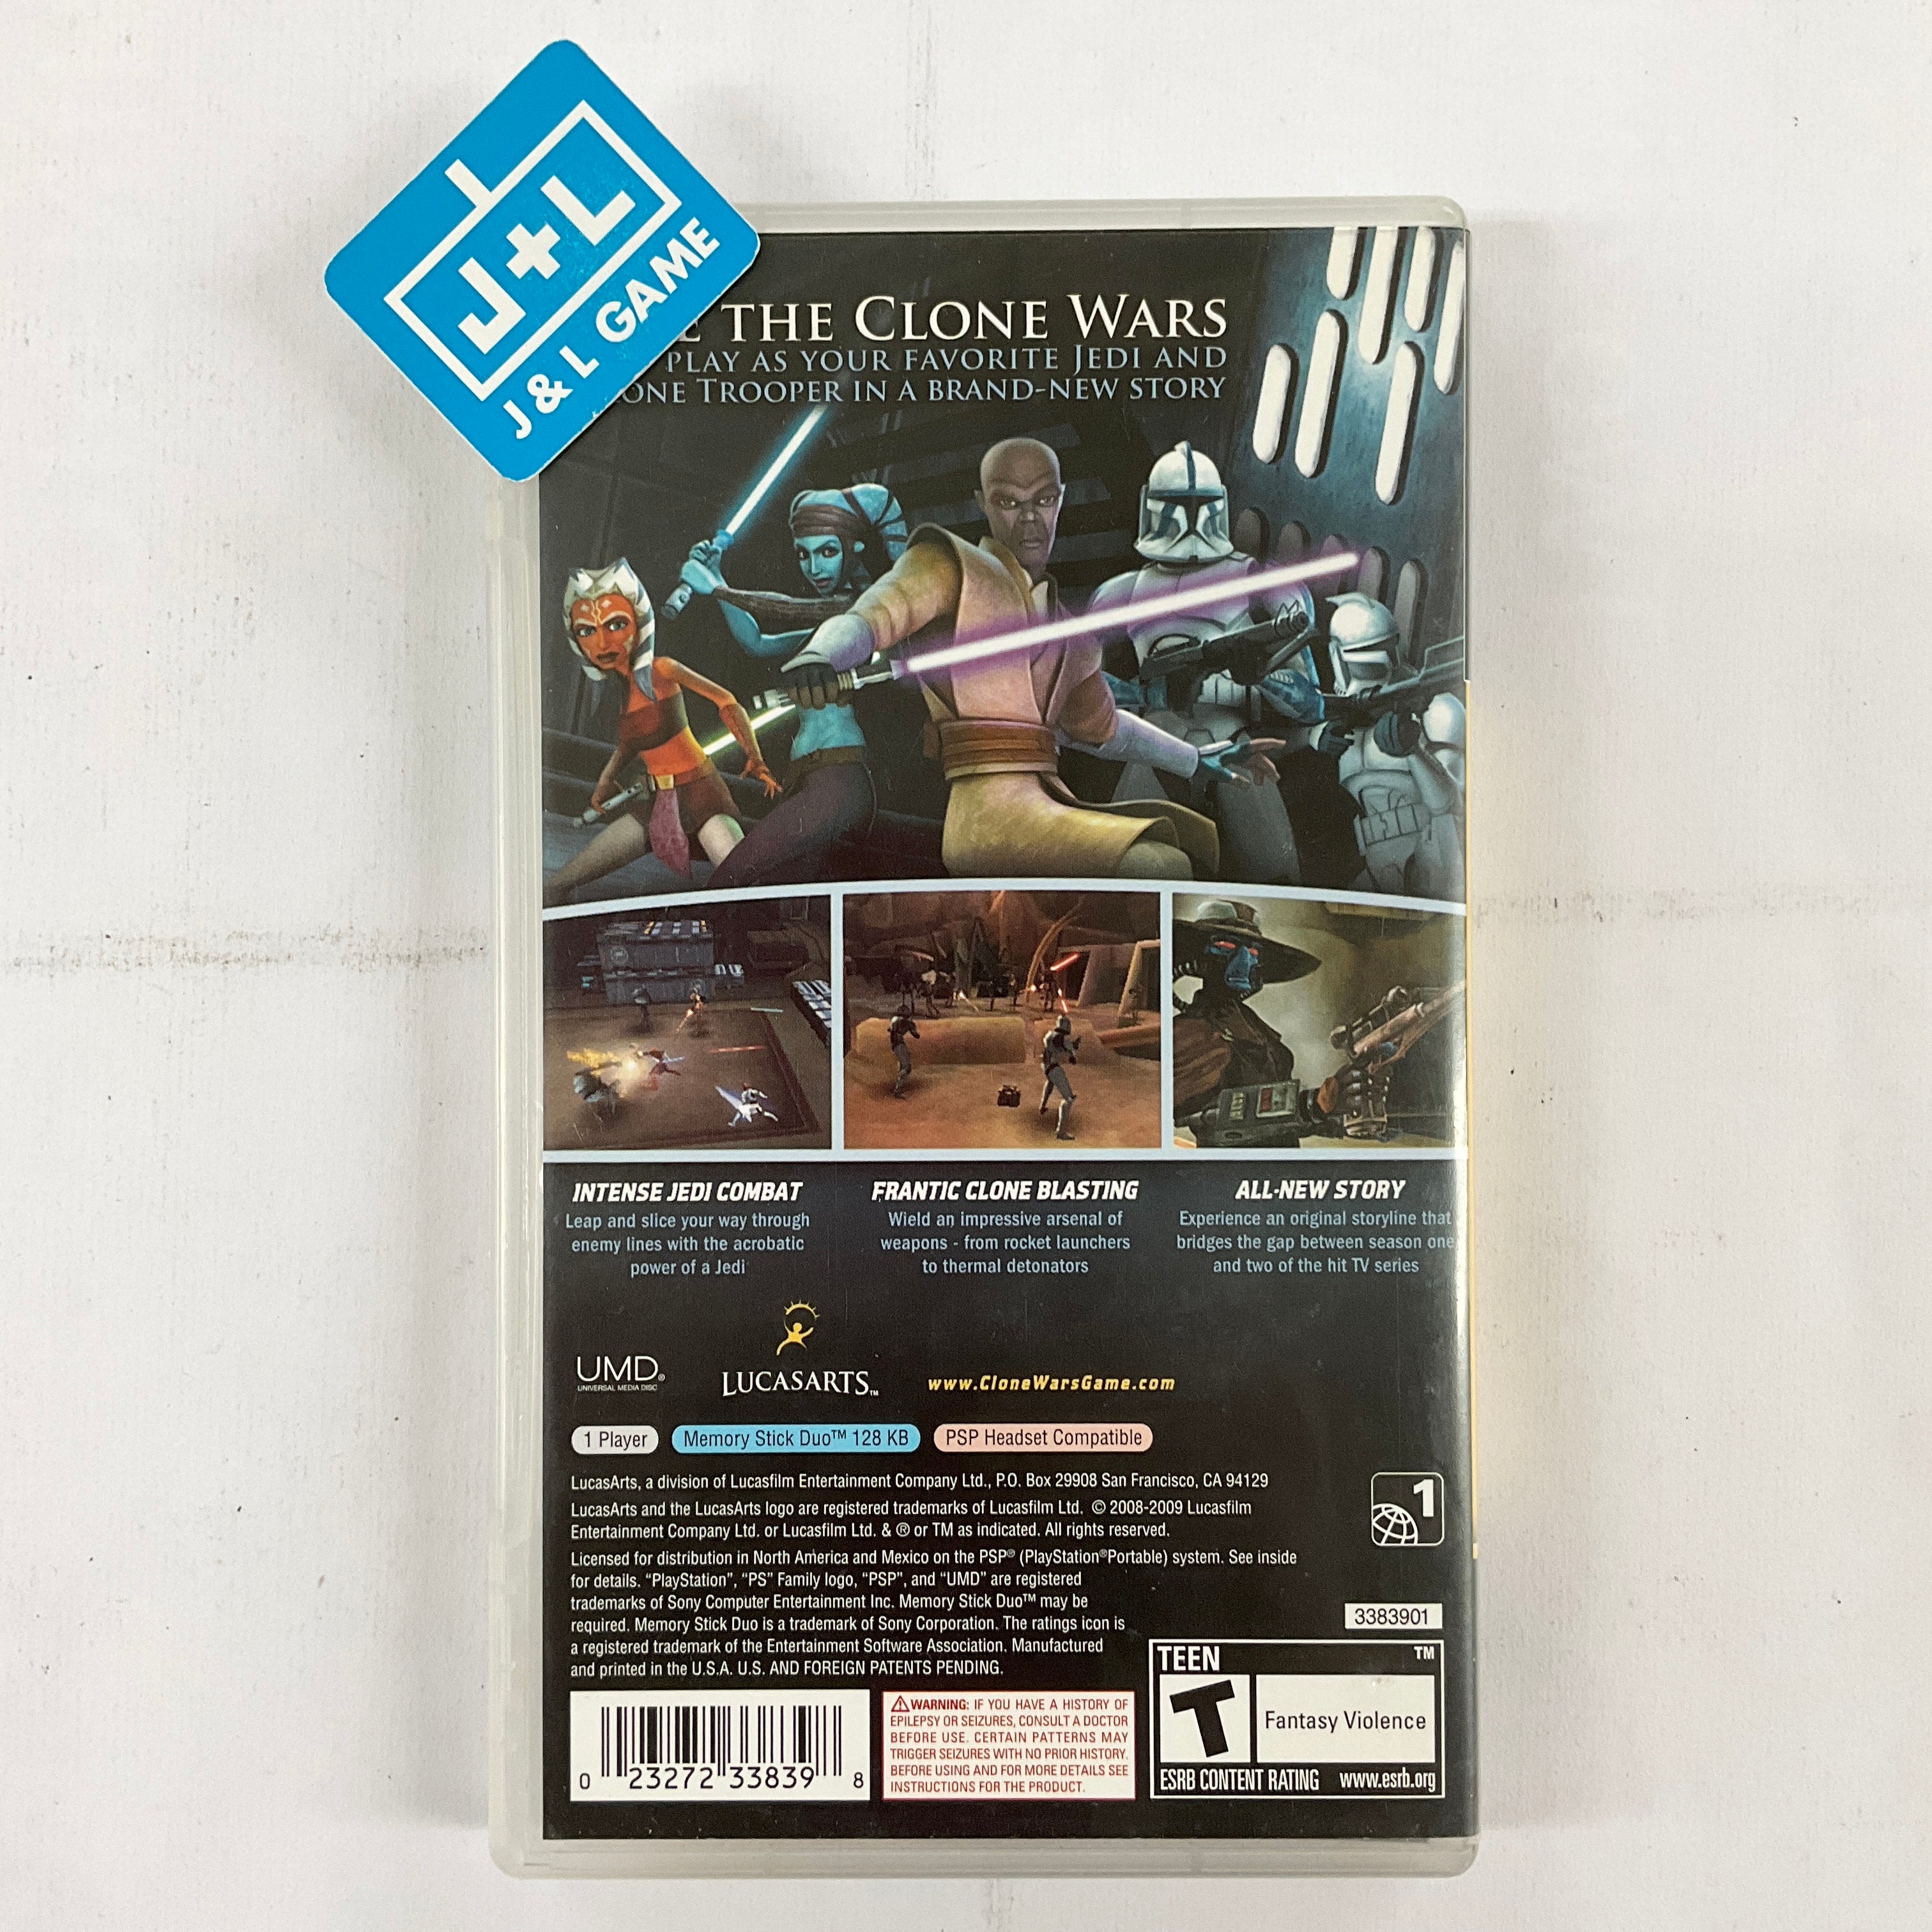 J+L
J & L GAME
THE CLONE WARS
PLAY AS YOUR FAVORITE JEDI AND
TROOPER IN A BRAND-NEW STORY
INTENSE JEDI COMBAT
Leap and slice your way through
enemy lines with the acrobatic
power of a Jedi
FRANTIC CLONE BLASTING
Wield an impressive arsenal of
weapons - from rocket launchers
to thermal detonators
ALL-NEW STORY
Experience an original storyline that
bridges the gap between season one
and two of the hit TV series
UMD®
UNIVERSAL MEDIA DISC
LUCASARTS™
www.CloneWarsGame.com
1 Player
Memory Stick Duo™ 128 KB
PSP Headset Compatible
LucasArts, a division of Lucasfilm Entertainment Company Ltd., P.O. Box 29908 San Francisco, CA 94129
LucasArts and the LucasArts logo are registered trademarks of Lucasfilm Ltd. © 2008-2009 Lucasfilm
Entertainment Company Ltd. or Lucasfilm Ltd. & ® or TM as indicated. All rights reserved.
Licensed for distribution in North America and Mexico on the PSP® (PlayStation®Portable) system. See inside
for details. “PlayStation”, “PS” Family logo, “PSP”, and “UMD” are registered
trademarks of Sony Computer Entertainment Inc. Memory Stick Duo™ may be
required. Memory Stick Duo is a trademark of Sony Corporation. The ratings icon is
a registered trademark of the Entertainment Software Association. Manufactured
and printed in the U.S.A. U.S. AND FOREIGN PATENTS PENDING.
1
3383901
TEEN ™
T
Fantasy Violence
ESRB CONTENT RATING www.esrb.org
0 23272 33839 8
WARNING: IF YOU HAVE A HISTORY OF
EPILEPSY OR SEIZURES, CONSULT A DOCTOR
BEFORE USE. CERTAIN PATTERNS MAY
TRIGGER SEIZURES WITH NO PRIOR HISTORY.
BEFORE USING AND FOR MORE DETAILS SEE
INSTRUCTIONS FOR THE PRODUCT.